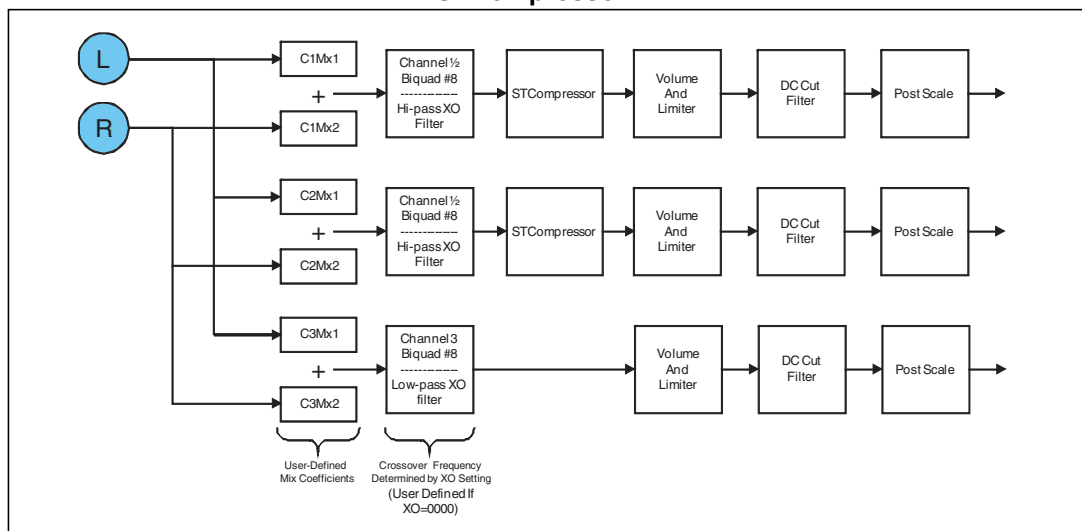 L
R
C1Mx1
+
C1Mx2
Channel ½
Biquad #8
--------------
Hi-pass XO
Filter
STCompressor
Volume
And
Limiter
DC Cut
Filter
Post Scale
C2Mx1
+
C2Mx2
Channel ½
Biquad #8
--------------
Hi-pass XO
Filter
STCompressor
Volume
And
Limiter
DC Cut
Filter
Post Scale
C3Mx1
+
C3Mx2
Channel 3
Biquad #8
--------------
Low-pass XO
filter
Volume
And
Limiter
DC Cut
Filter
Post Scale
User-Defined
Mix Coefficients
Crossover Frequency
Determined by XO Setting
(User Defined If
XO=0000)